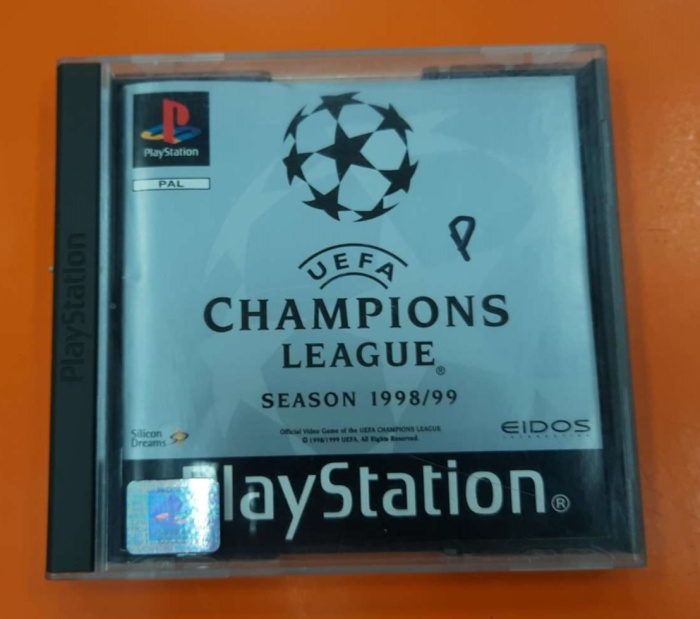 PlayStation
PlayStation
PAL
P
UEFA
CHAMPIONS
LEAGUE®
SEASON 1998/99
Official Video Game of the UEFA CHAMPIONS LEAGUE
© 1998/1999 UEFA. All Rights Reserved.
Silicon
Dreams
EIDOS
INTERACTIVE
PlayStation®